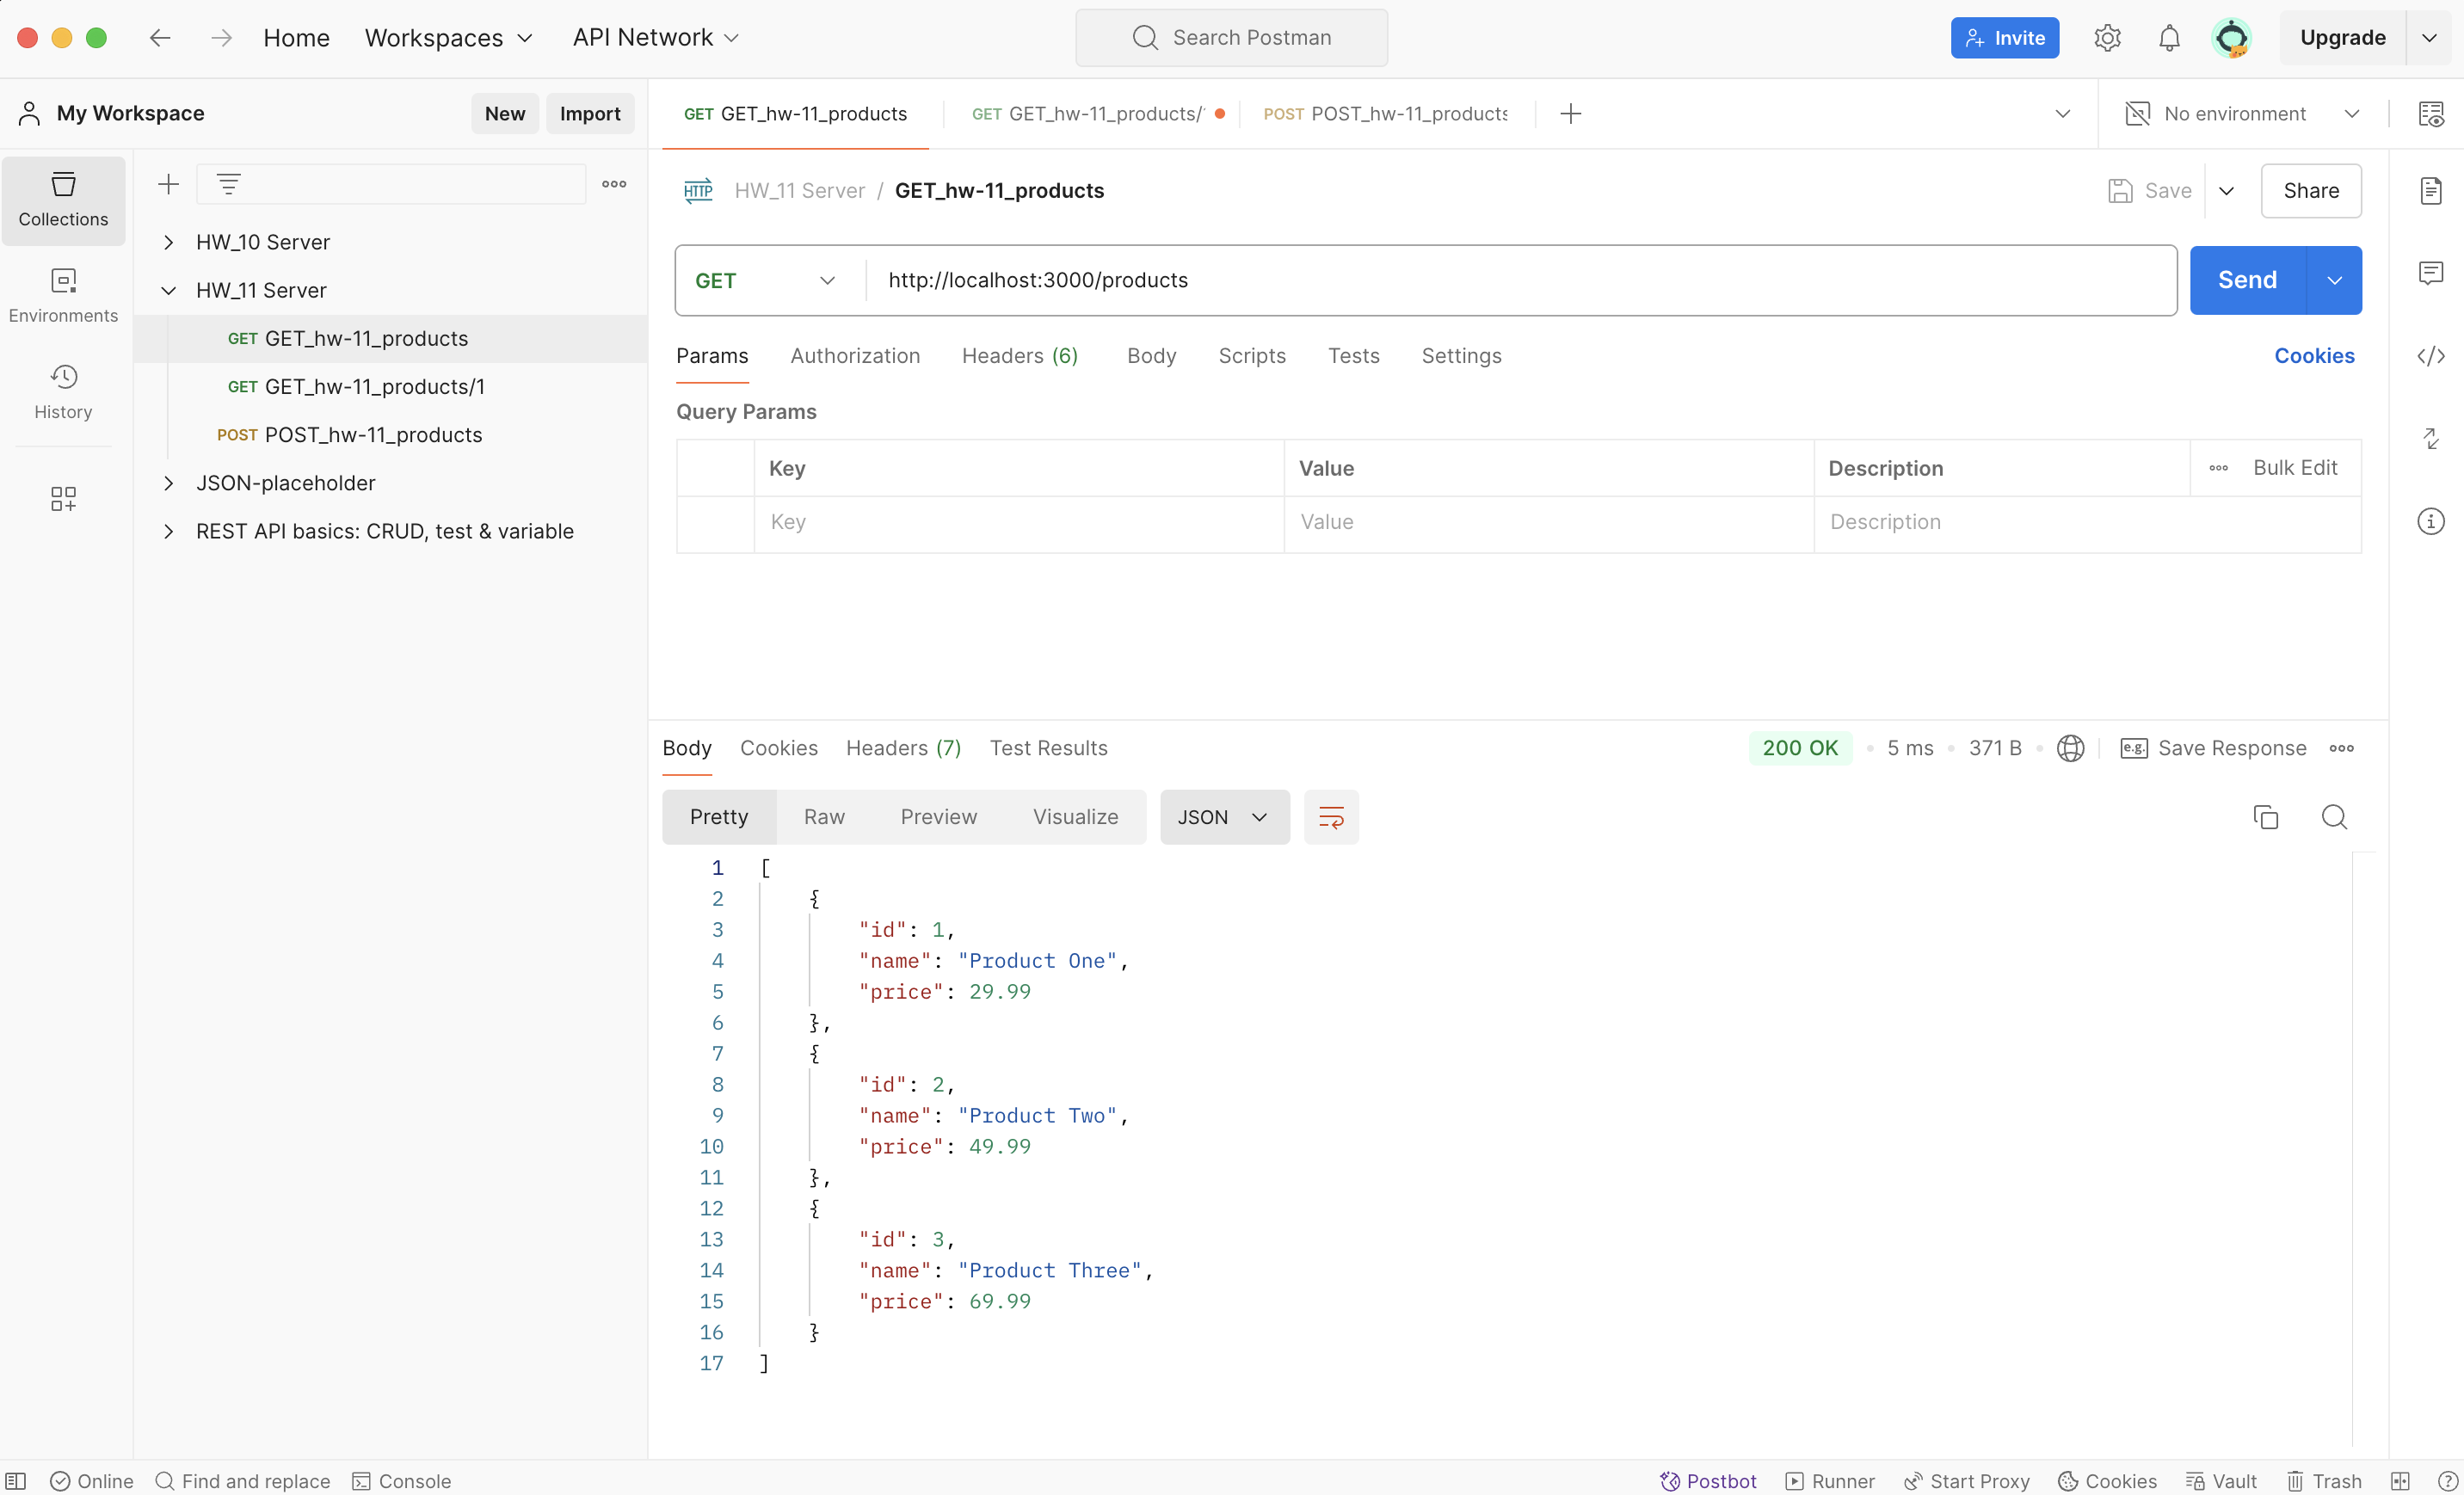 Home Workspaces API Network Search Postman Invite Upgrade
My Workspace New Import GET GET_hw-11_products GET GET_hw-11_products/ POST POST_hw-11_products No environment
Collections
Environments
History
HW_10 Server
HW_11 Server
GET GET_hw-11_products
GET GET_hw-11_products/1
POST POST_hw-11_products
JSON-placeholder
REST API basics: CRUD, test & variable
HTTP HW_11 Server / GET_hw-11_products Save Share
GET http://localhost:3000/products Send
Params Authorization Headers (6) Body Scripts Tests Settings Cookies
Query Params
Key Value Description Bulk Edit
Key Value Description
Body Cookies Headers (7) Test Results 200 OK 5 ms 371 B e.g. Save Response
Pretty Raw Preview Visualize JSON
1 [
2 {
3 "id": 1,
4 "name": "Product One",
5 "price": 29.99
6 },
7 {
8 "id": 2,
9 "name": "Product Two",
10 "price": 49.99
11 },
12 {
13 "id": 3,
14 "name": "Product Three",
15 "price": 69.99
16 }
17 ]
Online Find and replace Console Postbot Runner Start Proxy Cookies Vault Trash